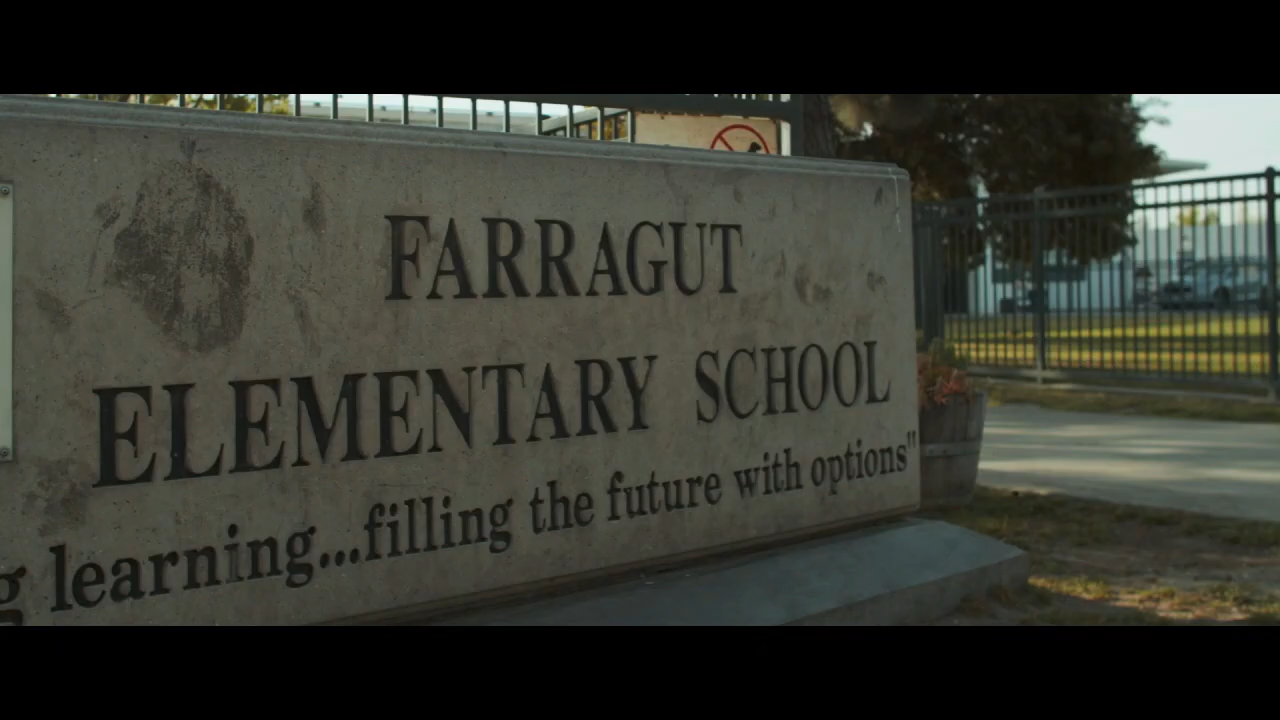 FARRAGUT
ELEMENTARY SCHOOL
learning...filling the future with options"